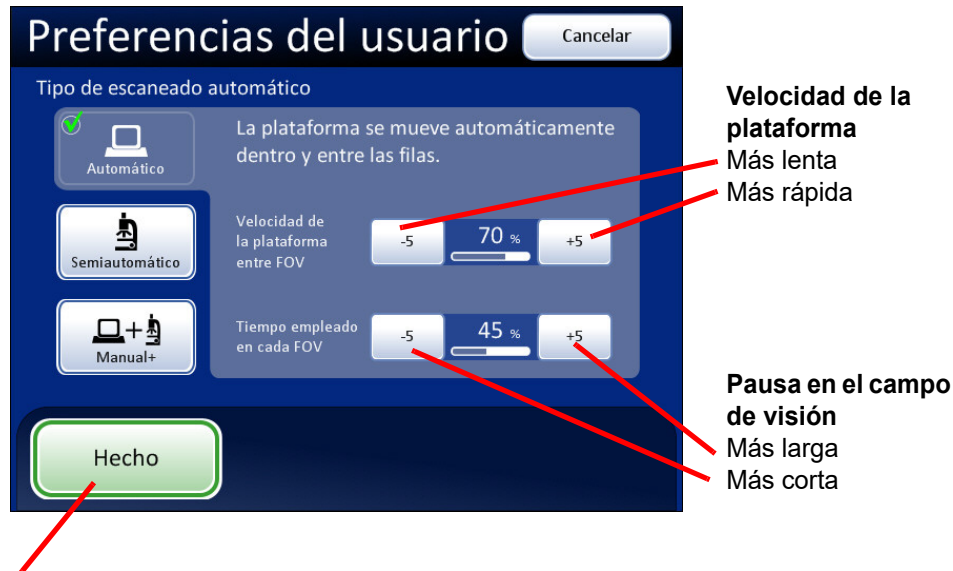 Preferencias del usuario
Cancelar
Tipo de escaneado automático
Automático
La plataforma se mueve automáticamente
dentro y entre las filas.
Semiautomático
Velocidad de
la plataforma
entre FOV
-5
70 %
+5
Manual+
Tiempo empleado
en cada FOV
-5
45 %
+5
Hecho
Velocidad de la
plataforma
Más lenta
Más rápida
Pausa en el campo
de visión
Más larga
Más corta